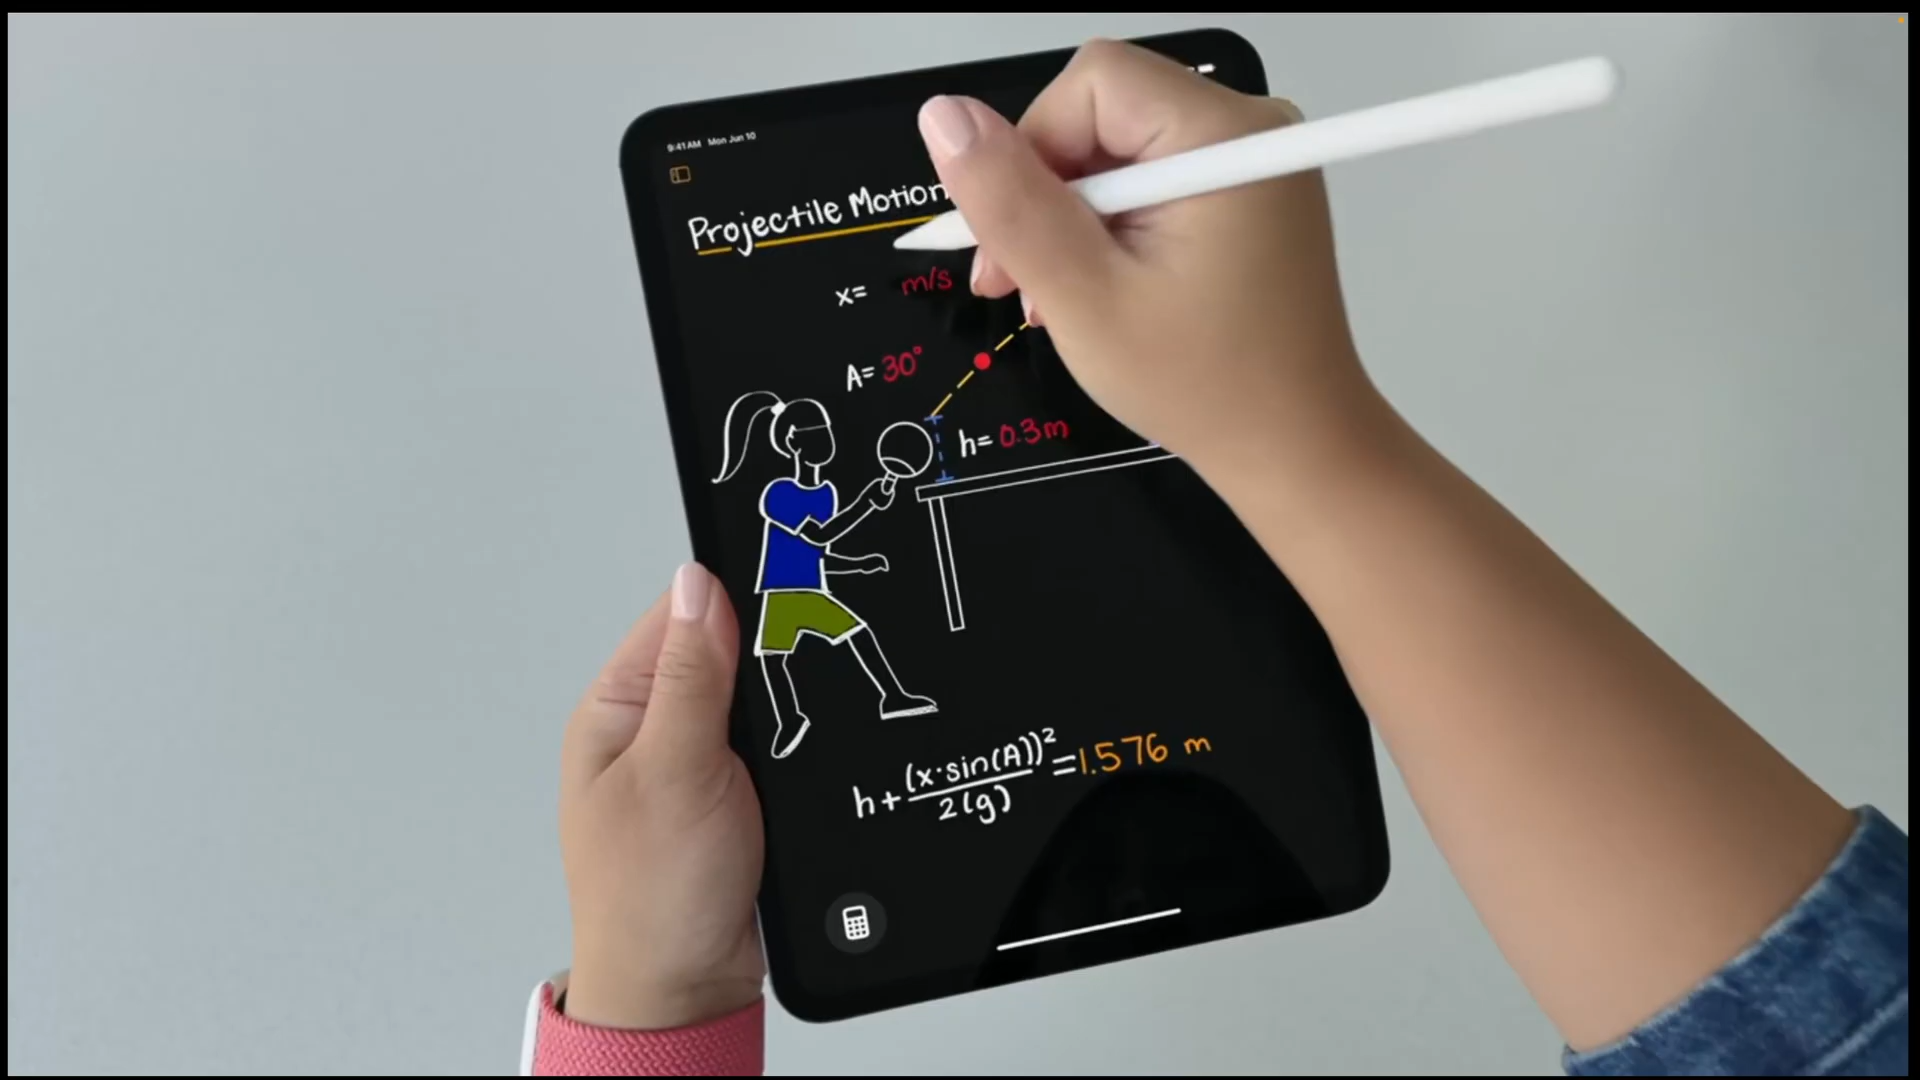 9:41 AM Mon Jun 10
Projectile Motion
x= m/s
A= 30°
h= 0.3m
h+(x·sin(A))²/2(g)=1.576 m